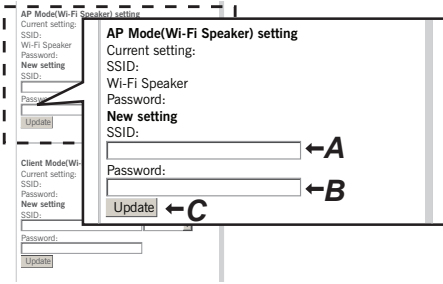 AP Mode(Wi-Fi Speaker) setting
Current setting:
SSID:
Wi-Fi Speaker
Password:
New setting
SSID:
Update
Client Mode(Wi-
Current setting:
SSID:
Password:
New setting
SSID:
Password:
Update
AP Mode(Wi-Fi Speaker) setting
Current setting:
SSID:
Wi-Fi Speaker
Password:
New setting
SSID:
←A
Password:
←B
Update ←C